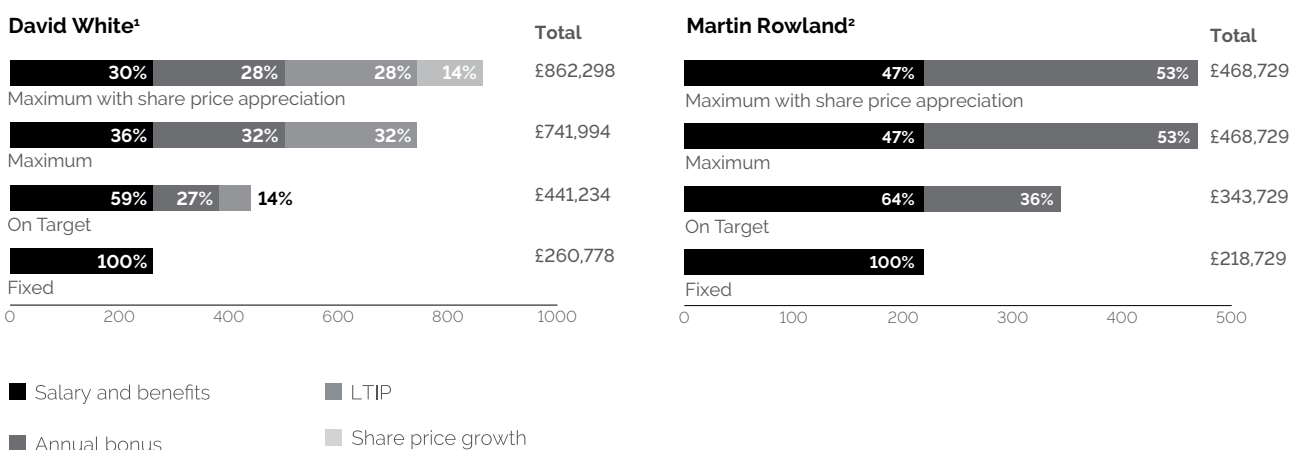 David White¹
Total
30% 28% 28% 14% £862,298
Maximum with share price appreciation
36% 32% 32% £741,994
Maximum
59% 27% 14% £441,234
On Target
100% £260,778
Fixed
0 200 400 600 800 1000
Martin Rowland²
Total
47% 53% £468,729
Maximum with share price appreciation
47% 53% £468,729
Maximum
64% 36% £343,729
On Target
100% £218,729
Fixed
0 100 200 300 400 500
Salary and benefits
LTIP
Annual bonus
Share price growth